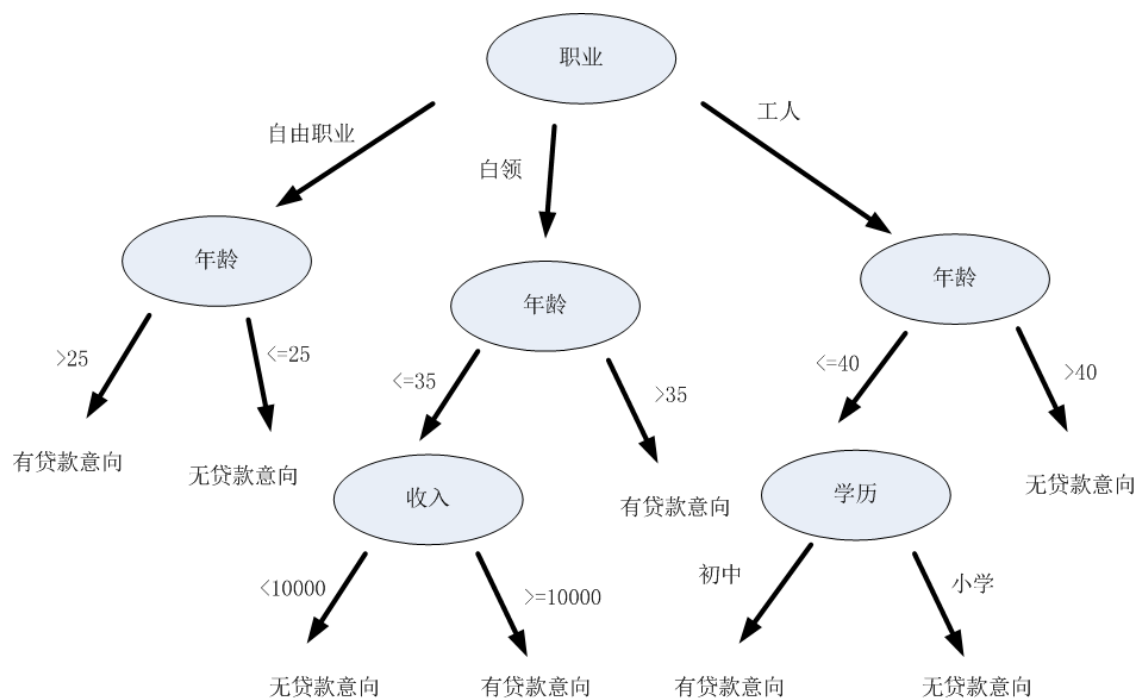 职业
自由职业
白领
工人
年龄
年龄
年龄
>25
<=25
<=35
>35
<=40
>40
有贷款意向
无贷款意向
收入
有贷款意向
学历
无贷款意向
<10000
>=10000
初中
小学
无贷款意向
有贷款意向
有贷款意向
无贷款意向